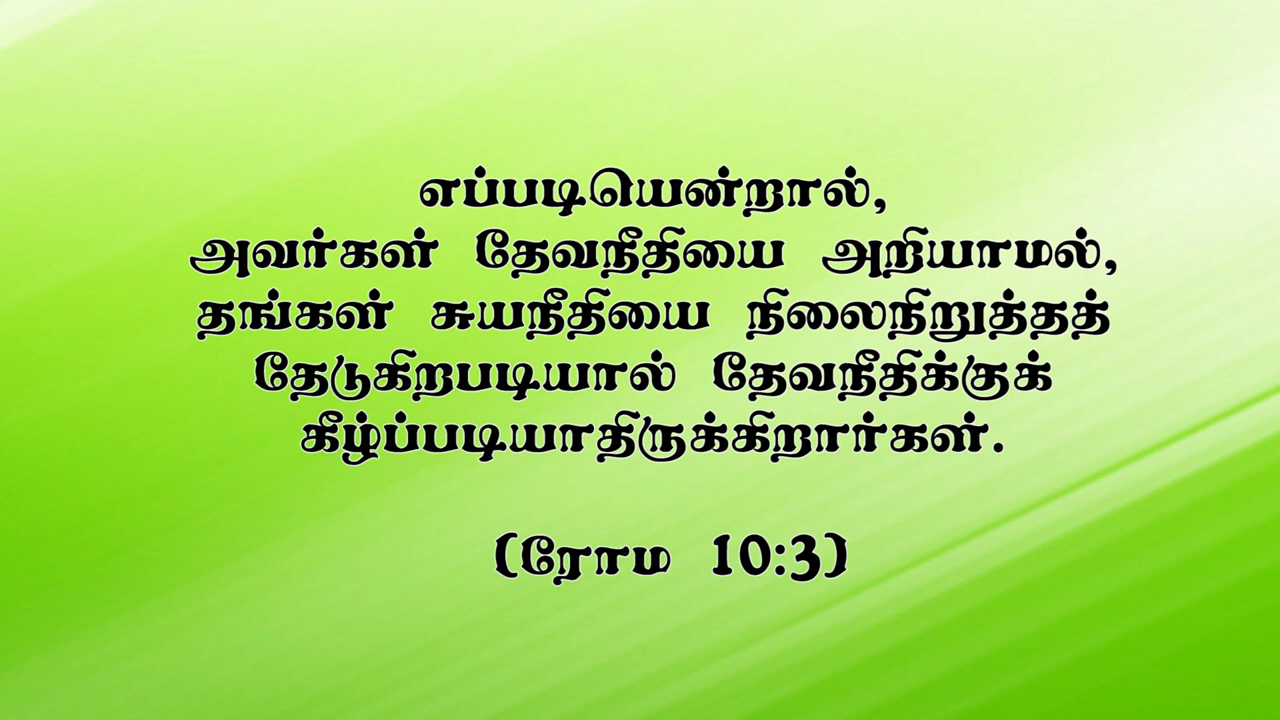 எப்படியென்றால்,
அவர்கள் தேவநீதியை அறியாமல்,
தங்கள் சுயநீதியை நிலைநிறுத்தத்
தேடுகிறபடியால் தேவநீதிக்குக்
கீழ்ப்படியாதிருக்கிறார்கள்.
(ரோம 10:3)